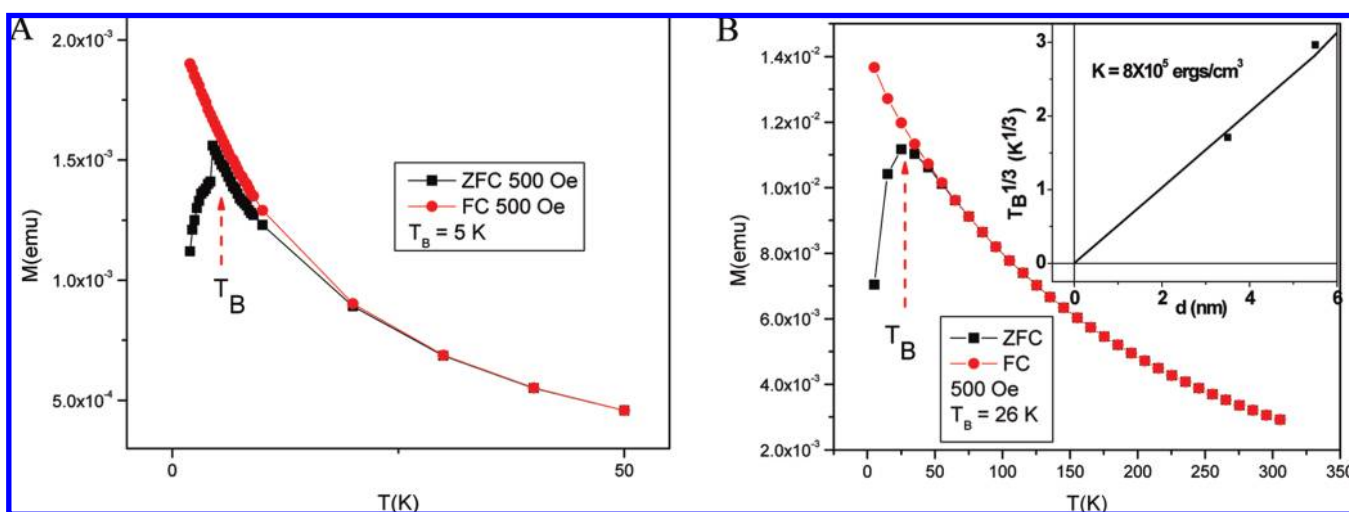 A
2.0x10⁻³
1.5x10⁻³
1.0x10⁻³
5.0x10⁻⁴
M(emu)
ZFC 500 Oe
FC 500 Oe
T_B = 5 K
T_B
0
50
T(K)
B
1.4x10⁻²
1.2x10⁻²
1.0x10⁻²
8.0x10⁻³
6.0x10⁻³
4.0x10⁻³
2.0x10⁻³
M(emu)
3
2
1
0
T_B^1/3 (K^1/3)
K = 8X10⁵ ergs/cm³
0 2 4 6
d (nm)
T_B
ZFC
FC
500 Oe
T_B = 26 K
0 25 50 75 100 125 150 175 200 225 250 275 300 325 350
T(K)